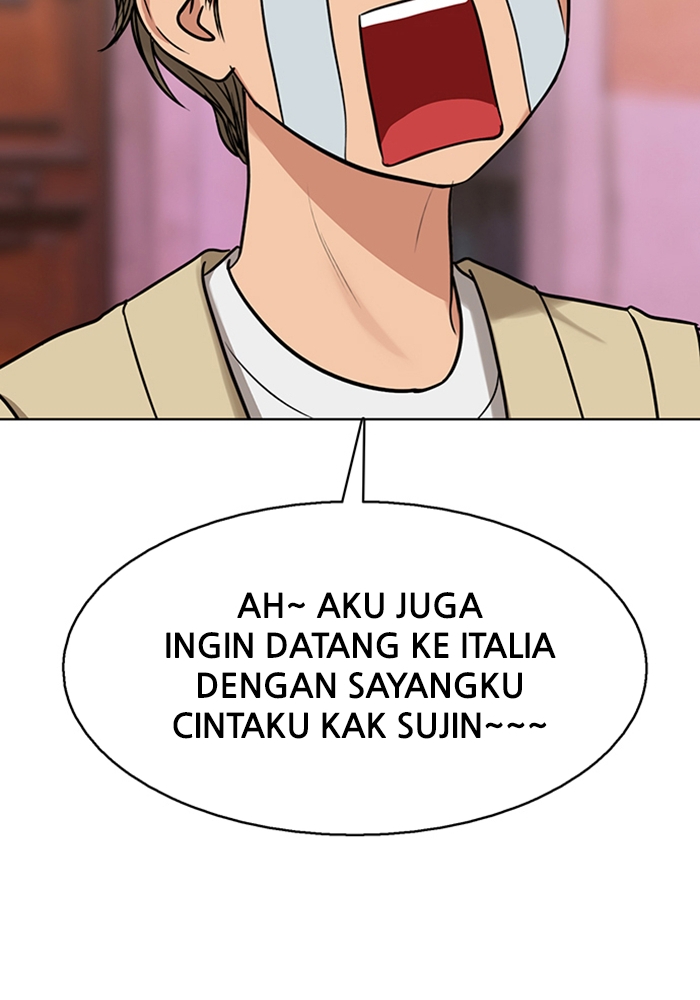 AH~ AKU JUGA
INGIN DATANG KE ITALIA
DENGAN SAYANGKU
CINTAKU KAK SUJIN~~~